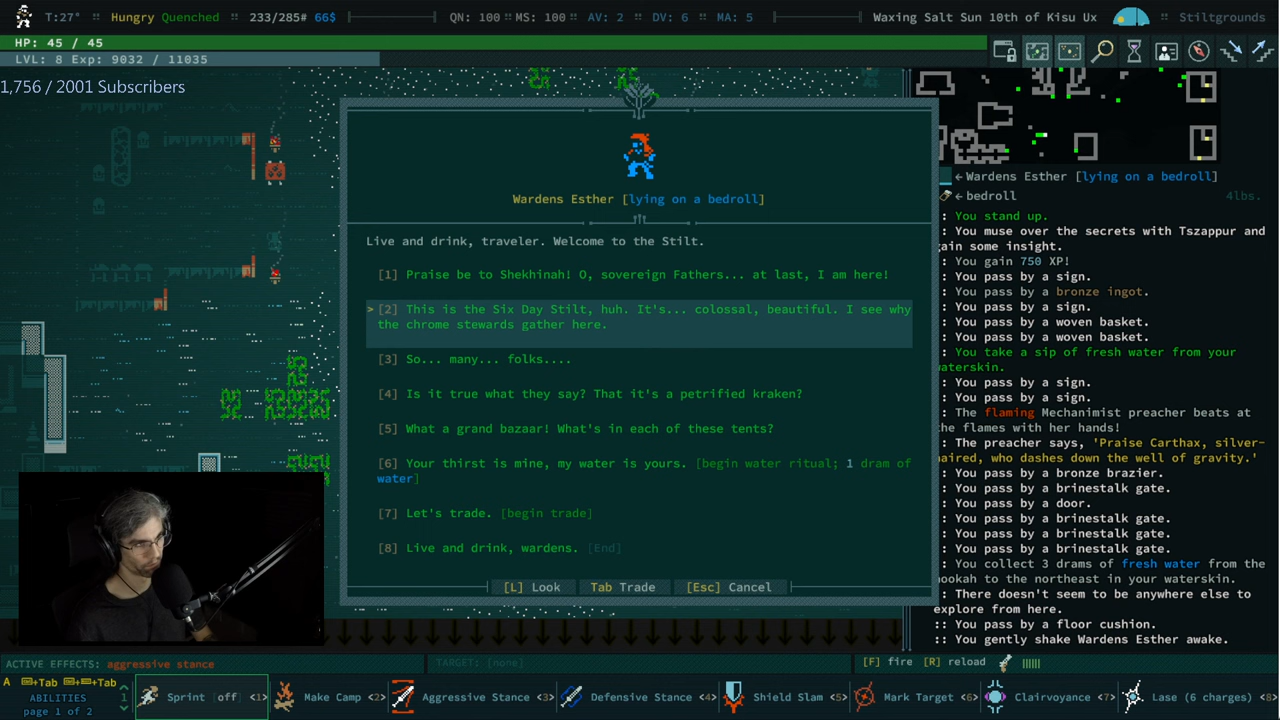 T:27° Hungry Quenched :: 233/285# 66$ QN: 100 :: MS: 100 :: AV: 2 :: DV: 6 :: MA: 5 Waxing Salt Sun 10th of Kisu Ux :: Stiltgrounds
HP: 45 / 45
LVL: 8 Exp: 9032 / 11035
1,756 / 2001 Subscribers
Wardens Esther [lying on a bedroll]
Live and drink, traveler. Welcome to the Stilt.
[1] Praise be to Shekhinah! O, sovereign Fathers... at last, I am here!
> [2] This is the Six Day Stilt, huh. It's... colossal, beautiful. I see why
the chrome stewards gather here.
[3] So... many... folks....
[4] Is it true what they say? That it's a petrified kraken?
[5] What a grand bazaar! What's in each of these tents?
[6] Your thirst is mine, my water is yours. [begin water ritual; 1 dram of
water]
[7] Let's trade. [begin trade]
[8] Live and drink, wardens. [End]
[L] Look Tab Trade [Esc] Cancel
←Wardens Esther [lying on a bedroll]
←bedroll 4lbs.
: You stand up.
: You muse over the secrets with Tszappur and
gain some insight.
: You gain 750 XP!
: You pass by a sign.
: You pass by a bronze ingot.
: You pass by a sign.
: You pass by a woven basket.
: You pass by a woven basket.
: You take a sip of fresh water from your
waterskin.
: You pass by a sign.
: You pass by a sign.
: The flaming Mechanimist preacher beats at
the flames with her hands!
: The preacher says, 'Praise Carthax, silver-
haired, who dashes down the well of gravity.'
: You pass by a bronze brazier.
: You pass by a brinestalk gate.
: You pass by a door.
: You pass by a brinestalk gate.
: You pass by a brinestalk gate.
: You pass by a brinestalk gate.
: You collect 3 drams of fresh water from the
hookah to the northeast in your waterskin.
: There doesn't seem to be anywhere else to
explore from here.
:: You pass by a floor cushion.
:: You gently shake Wardens Esther awake.
ACTIVE EFFECTS: aggressive stance
TARGET: [none]
[F] fire [R] reload
A +Tab +Tab
ABILITIES
page 1 of 2
Sprint [off] <1>
Make Camp <2>
Aggressive Stance <3>
Defensive Stance <4>
Shield Slam <5>
Mark Target <6>
Clairvoyance <7>
Lase (6 charges) <8>